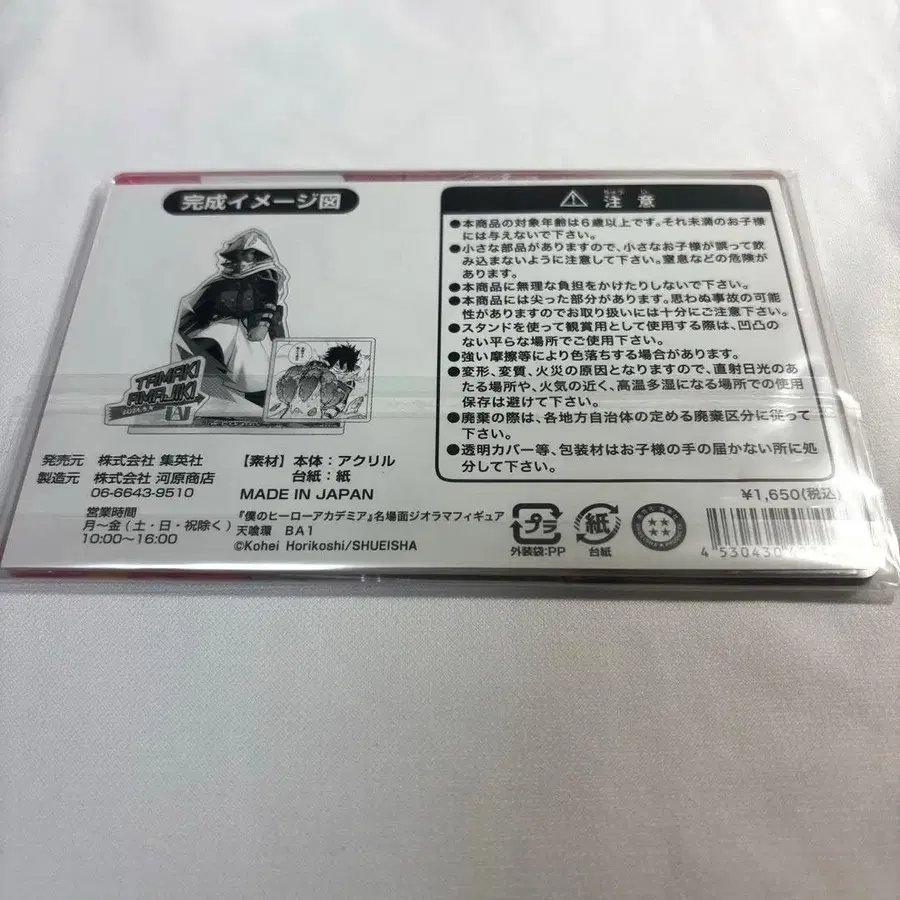 完成イメージ図
TAMAKI
AMAJIKI
発売元 株式会社 集英社
製造元 株式会社 河原商店
06-6643-9510
営業時間
月〜金(土・日・祝除く)
10:00〜16:00
【素材】本体:アクリル
台紙:紙
MADE IN JAPAN
『僕のヒーローアカデミア』名場面ジオラマフィギュア
天喰環 BA1
©Kohei Horikoshi/SHUEISHA
注意
●本商品の対象年齢は6歳以上です。それ未満のお子様
には与えないで下さい。
●小さな部品がありますので、小さなお子様が誤って飲
み込まないように注意して下さい。窒息などの危険が
あります。
●本商品に無理な負担をかけたりしないで下さい。
●本商品には尖った部分があります。思わぬ事故の可能
性がありますのでお取り扱いには十分にご注意下さい。
●スタンドを使って観賞用として使用する際は、凹凸の
ない平らな場所でご使用下さい。
●強い摩擦等により色落ちする場合があります。
●変形、変質、火災の原因となりますので、直射日光のあ
たる場所や、火気の近く、高温多湿になる場所での使用
保存は避けて下さい。
●廃棄の際は、各地方自治体の定める廃棄区分に従って
下さい。
●透明カバー等、包装材はお子様の手の届かない所に処
分して下さい。
¥1,650(税込)
プラ
外装袋:PP
紙
台紙
4 530430